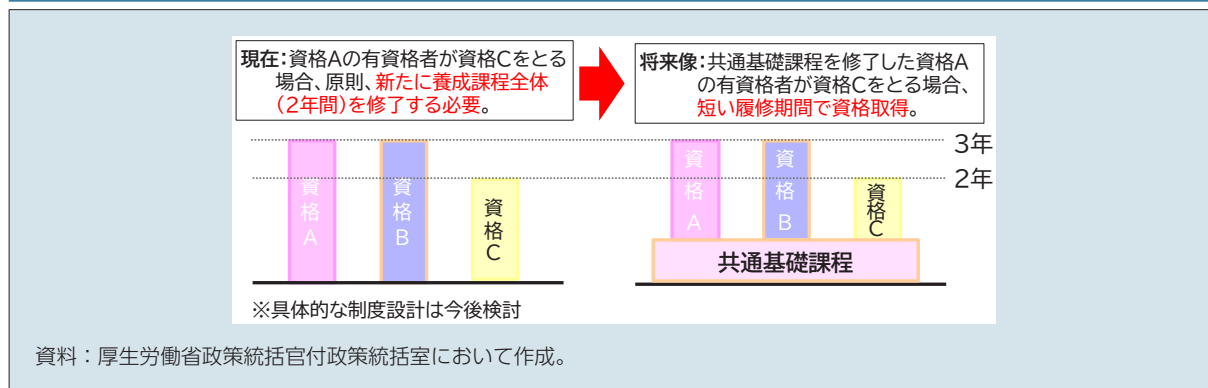 現在:資格Aの有資格者が資格Cをとる
場合、原則、新たに養成課程全体
(2年間)を修了する必要。
将来像:共通基礎課程を修了した資格A
の有資格者が資格Cをとる場合、
短い履修期間で資格取得。
3年
2年
資格A
資格B
資格C
資格A
資格B
資格C
共通基礎課程
※具体的な制度設計は今後検討
資料:厚生労働省政策統括官付政策統括室において作成。